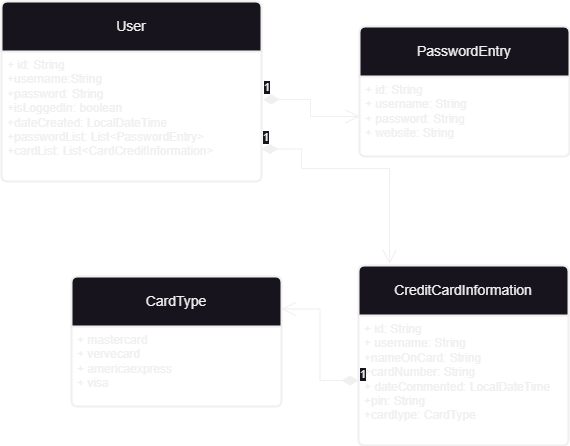 User
+ id: String
+username:String
+password: String
+isLoggedIn: boolean
+dateCreated: LocalDateTime
+passwordList: List<PasswordEntry>
+cardList: List<CardCreditInformation>
1
1
PasswordEntry
+ id: String
+ username: String
+ password: String
+ website: String
CardType
+ mastercard
+ vervecard
+ americaexpress
+ visa
CreditCardInformation
+ id: String
+ username: String
+nameOnCard: String
+cardNumber: String
+ dateCommented: LocalDateTime
+pin: String
+cardtype: CardType
1